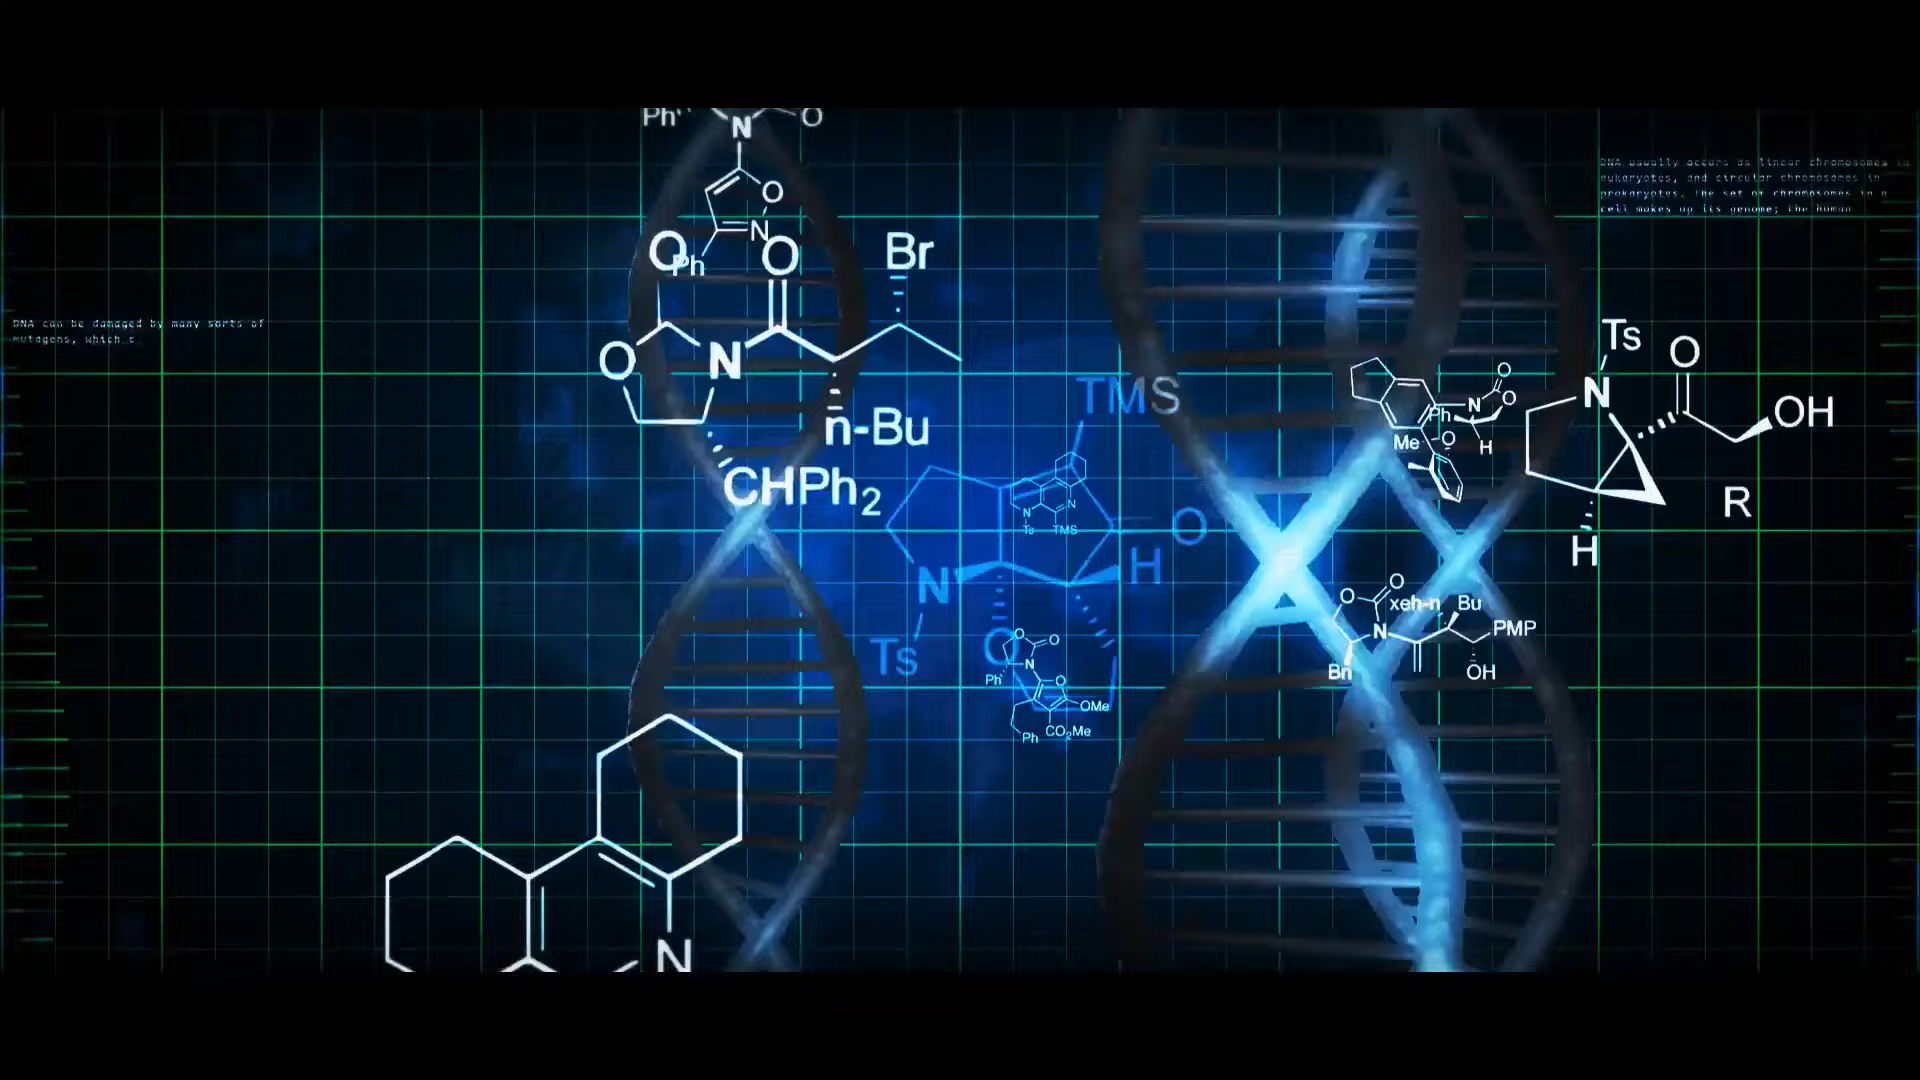 Ph
N
O
DNA usually occurs as linear chromosomes in
eukaryotes, and circular chromosomes in
prokaryotes. The set of chromosomes in a
cell makes up its genome; the human
O
N
O
Ph
O
Br
DNA can be damaged by many sorts of
mutagens, which c
O
N
n-Bu
CHPh2
TMS
O
H
N
Ts
O
N
Ts
TMS
O
O
N
Ph
O
OMe
CO2Me
Ph
O
N
O
Ph
Me
O
H
Ts
N
O
OH
R
H
O
O
xeh-n
Bu
N
PMP
Bn
OH
N